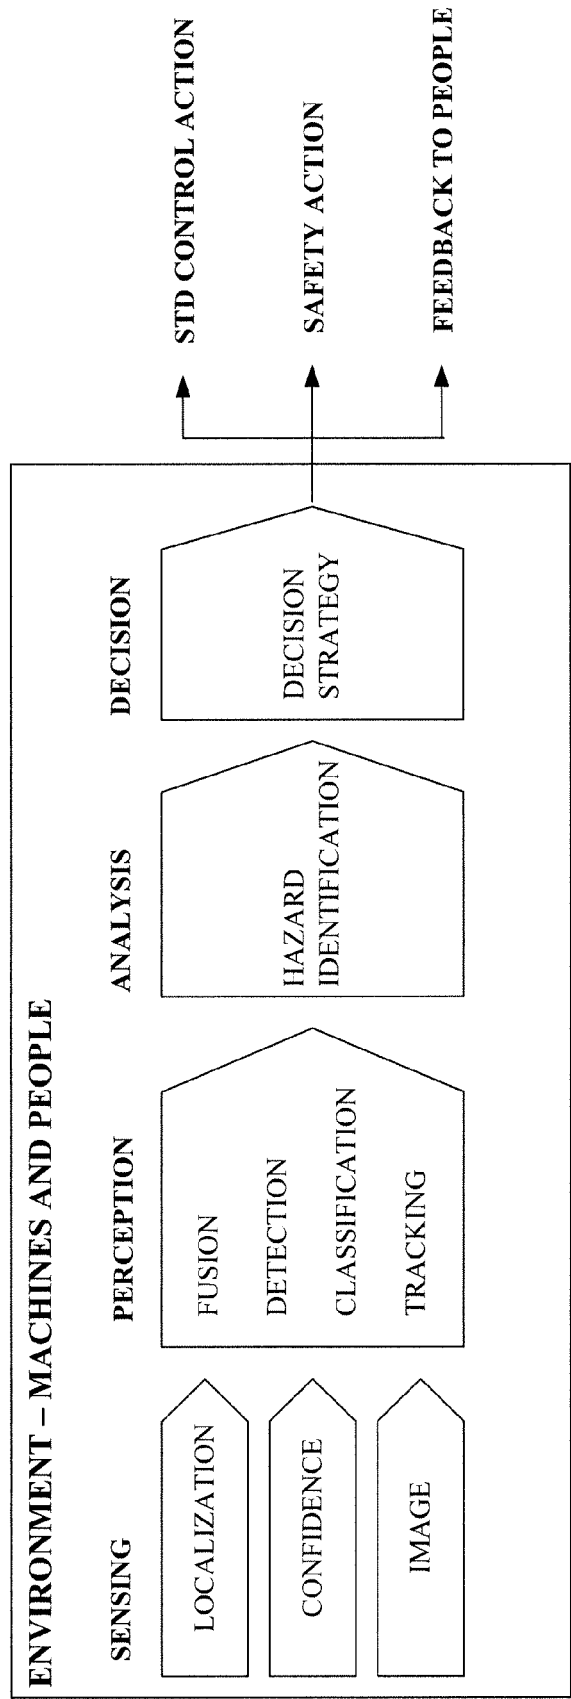 ENVIRONMENT – MACHINES AND PEOPLE
SENSING
LOCALIZATION
CONFIDENCE
IMAGE
PERCEPTION
FUSION
DETECTION
CLASSIFICATION
TRACKING
ANALYSIS
HAZARD
IDENTIFICATION
DECISION
DECISION
STRATEGY
STD CONTROL ACTION
SAFETY ACTION
FEEDBACK TO PEOPLE